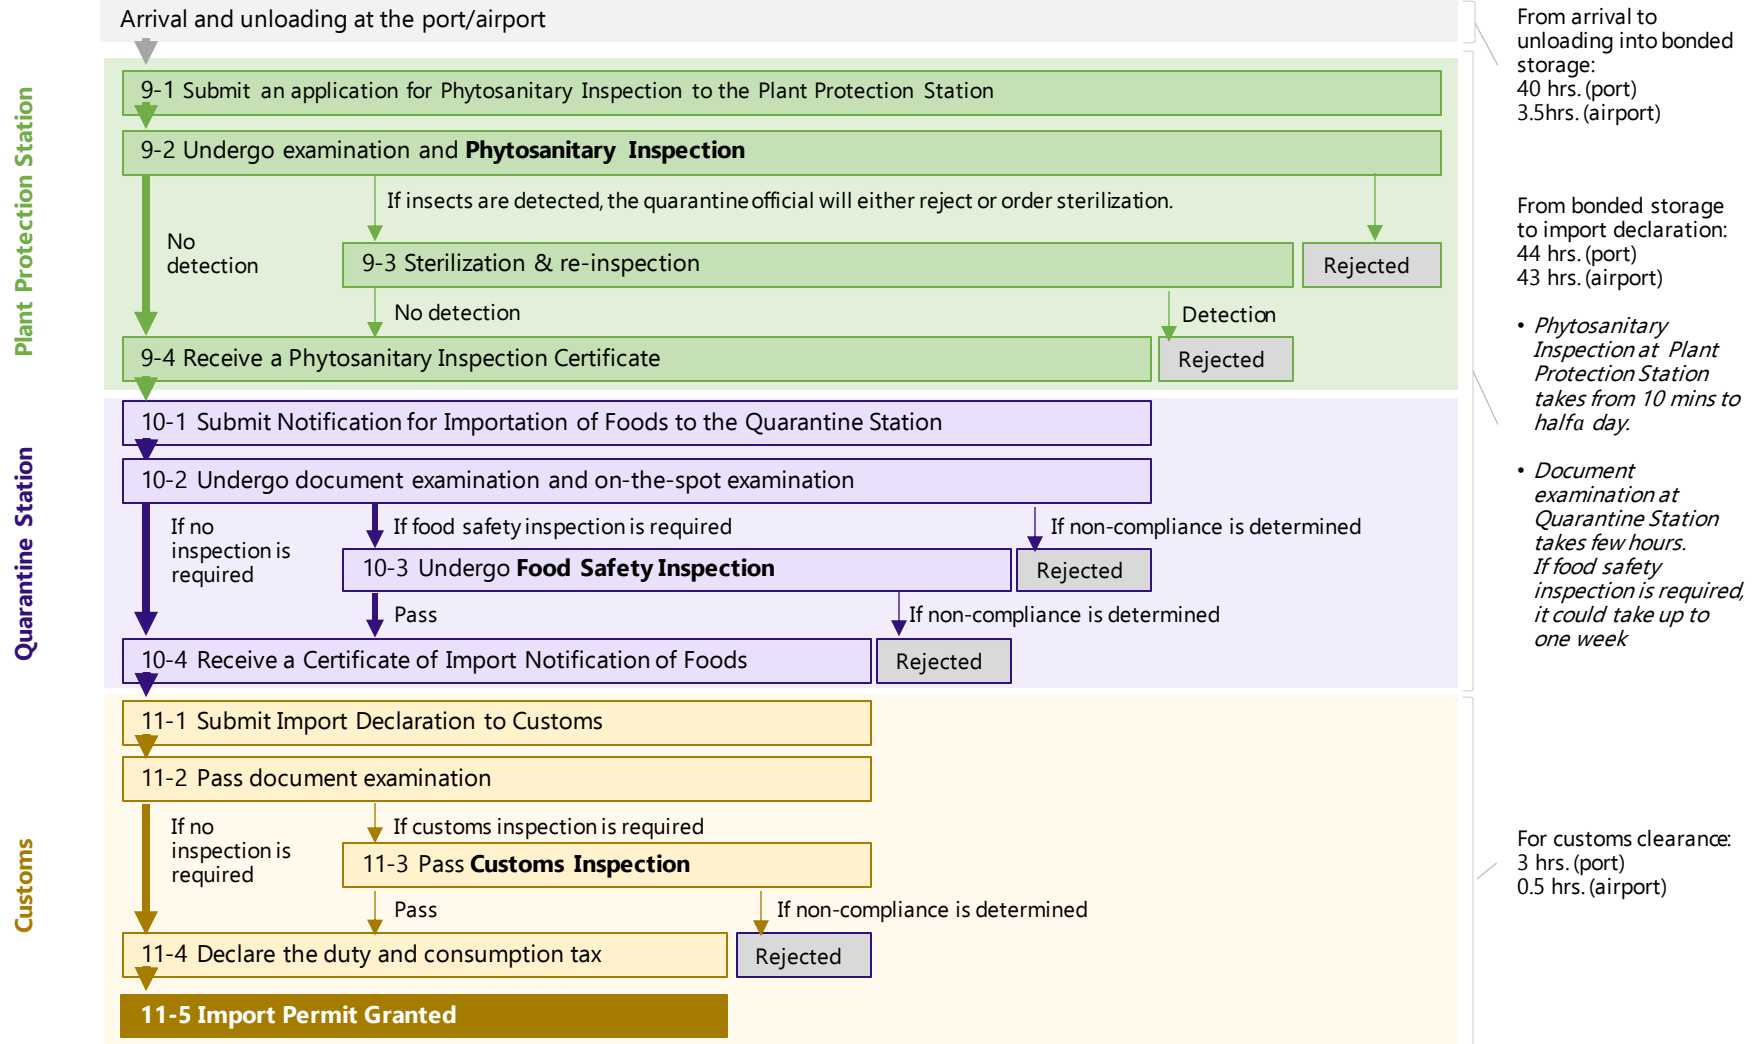 Arrival and unloading at the port/airport
Plant Protection Station
9-1 Submit an application for Phytosanitary Inspection to the Plant Protection Station
9-2 Undergo examination and Phytosanitary Inspection
If insects are detected, the quarantine official will either reject or order sterilization.
No
detection
9-3 Sterilization & re-inspection
Rejected
No detection
Detection
9-4 Receive a Phytosanitary Inspection Certificate
Rejected
Quarantine Station
10-1 Submit Notification for Importation of Foods to the Quarantine Station
10-2 Undergo document examination and on-the-spot examination
If no
inspection is
required
If food safety inspection is required
If non-compliance is determined
10-3 Undergo Food Safety Inspection
Rejected
Pass
If non-compliance is determined
10-4 Receive a Certificate of Import Notification of Foods
Rejected
Customs
11-1 Submit Import Declaration to Customs
11-2 Pass document examination
If no
inspection is
required
If customs inspection is required
11-3 Pass Customs Inspection
Pass
If non-compliance is determined
11-4 Declare the duty and consumption tax
Rejected
11-5 Import Permit Granted
From arrival to
unloading into bonded
storage:
40 hrs. (port)
3.5hrs. (airport)
From bonded storage
to import declaration:
44 hrs. (port)
43 hrs. (airport)
• Phytosanitary
Inspection at Plant
Protection Station
takes from 10 mins to
half a day.
• Document
examination at
Quarantine Station
takes few hours.
If food safety
inspection is required,
it could take up to
one week
For customs clearance:
3 hrs. (port)
0.5 hrs. (airport)